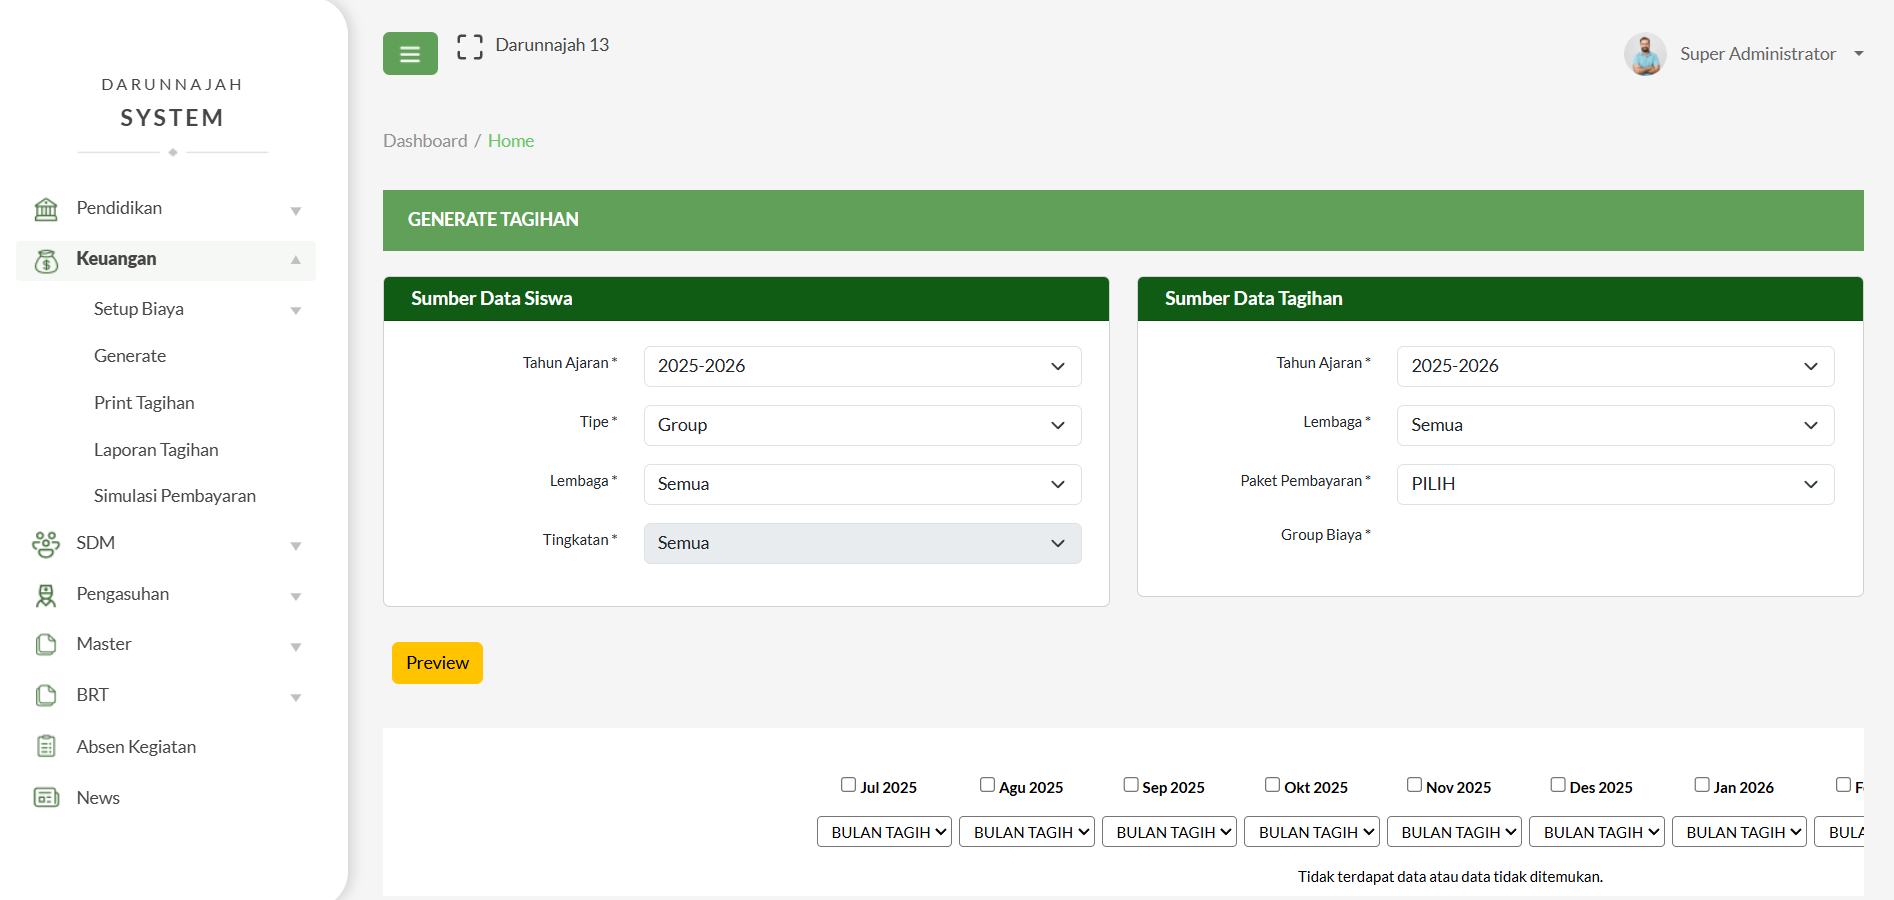 DARUNNAJAH
SYSTEM
Pendidikan
Keuangan
Setup Biaya
Generate
Print Tagihan
Laporan Tagihan
Simulasi Pembayaran
SDM
Pengasuhan
Master
BRT
Absen Kegiatan
News
Darunnajah 13
Super Administrator
Dashboard / Home
GENERATE TAGIHAN
Sumber Data Siswa
Tahun Ajaran * 2025-2026
Tipe * Group
Lembaga * Semua
Tingkatan * Semua
Sumber Data Tagihan
Tahun Ajaran * 2025-2026
Lembaga * Semua
Paket Pembayaran * PILIH
Group Biaya *
Preview
Jul 2025 Agu 2025 Sep 2025 Okt 2025 Nov 2025 Des 2025 Jan 2026
BULAN TAGIH BULAN TAGIH BULAN TAGIH BULAN TAGIH BULAN TAGIH BULAN TAGIH BULAN TAGIH
Tidak terdapat data atau data tidak ditemukan.